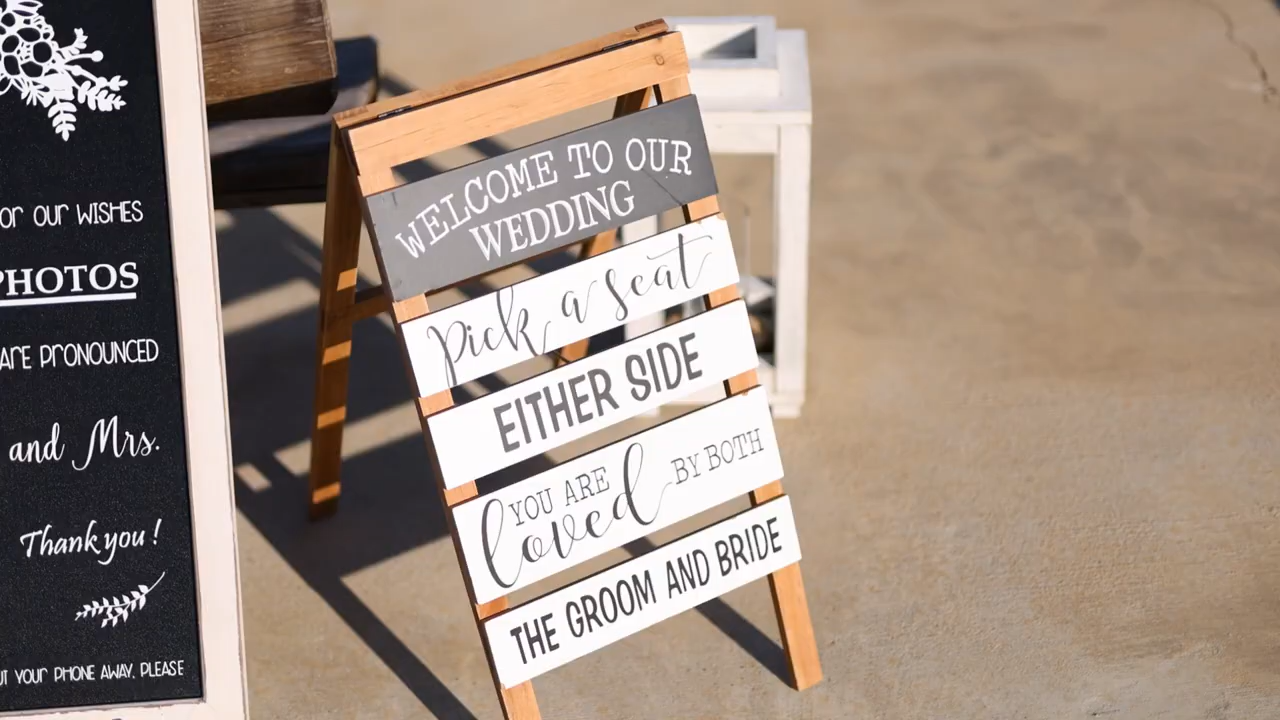 or our WISHES
PHOTOS
ARE PRONOUNCED
and Mrs.
Thank you!
YOUR PHONE AWAY, PLEASE
WELCOME TO OUR
WEDDING
Pick a seat
EITHER SIDE
YOU ARE
loved
BY BOTH
THE GROOM AND BRIDE